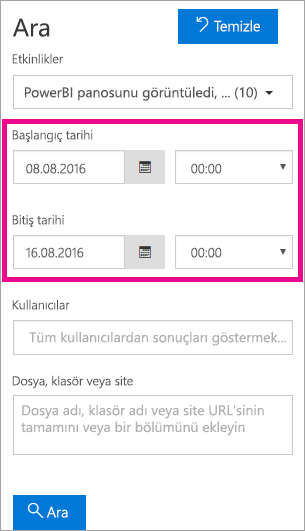 Ara
Temizle
Etkinlikler
PowerBI panosunu görüntüledi, ... (10)
Başlangıç tarihi
08.08.2016
00:00
Bitiş tarihi
16.08.2016
00:00
Kullanıcılar
Tüm kullanıcılardan sonuçları göstermek...
Dosya, klasör veya site
Dosya adı, klasör adı veya site URL'sinin
tamamını veya bir bölümünü ekleyin
Ara